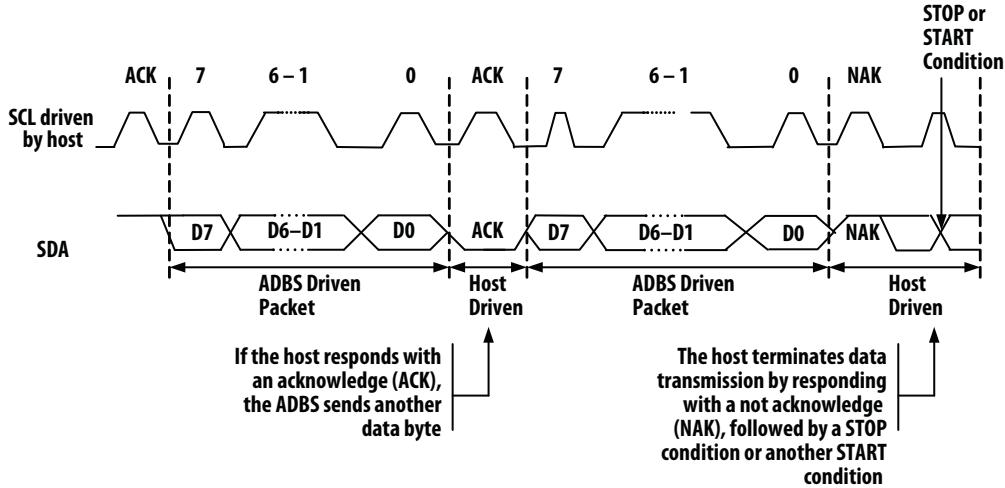 STOP or
START
Condition
ACK 7 6 – 1 0 ACK 7 6 – 1 0 NAK
SCL driven
by host
SDA
D7 D6–D1 D0 ACK D7 D6–D1 D0 NAK
ADBS Driven
Packet
Host
Driven
ADBS Driven
Packet
Host
Driven
If the host responds with
an acknowledge (ACK),
the ADBS sends another
data byte
The host terminates data
transmission by responding
with a not acknowledge
(NAK), followed by a STOP
condition or another START
condition